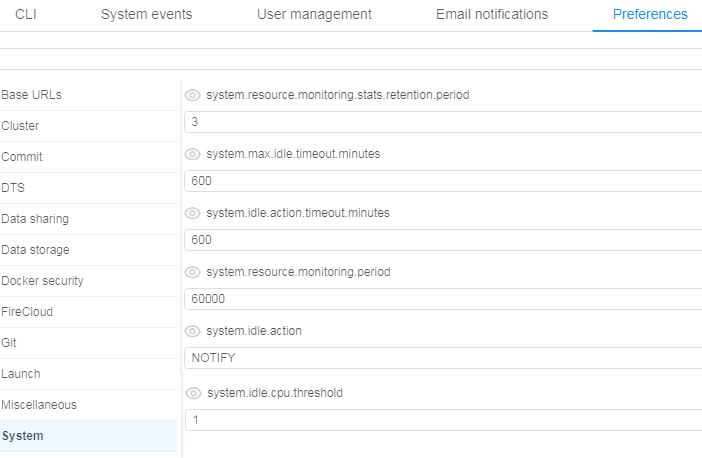 CLI System events User management Email notifications Preferences
Base URLs
Cluster
Commit
DTS
Data sharing
Data storage
Docker security
FireCloud
Git
Launch
Miscellaneous
System
system.resource.monitoring.stats.retention.period
3
system.max.idle.timeout.minutes
600
system.idle.action.timeout.minutes
600
system.resource.monitoring.period
60000
system.idle.action
NOTIFY
system.idle.cpu.threshold
1